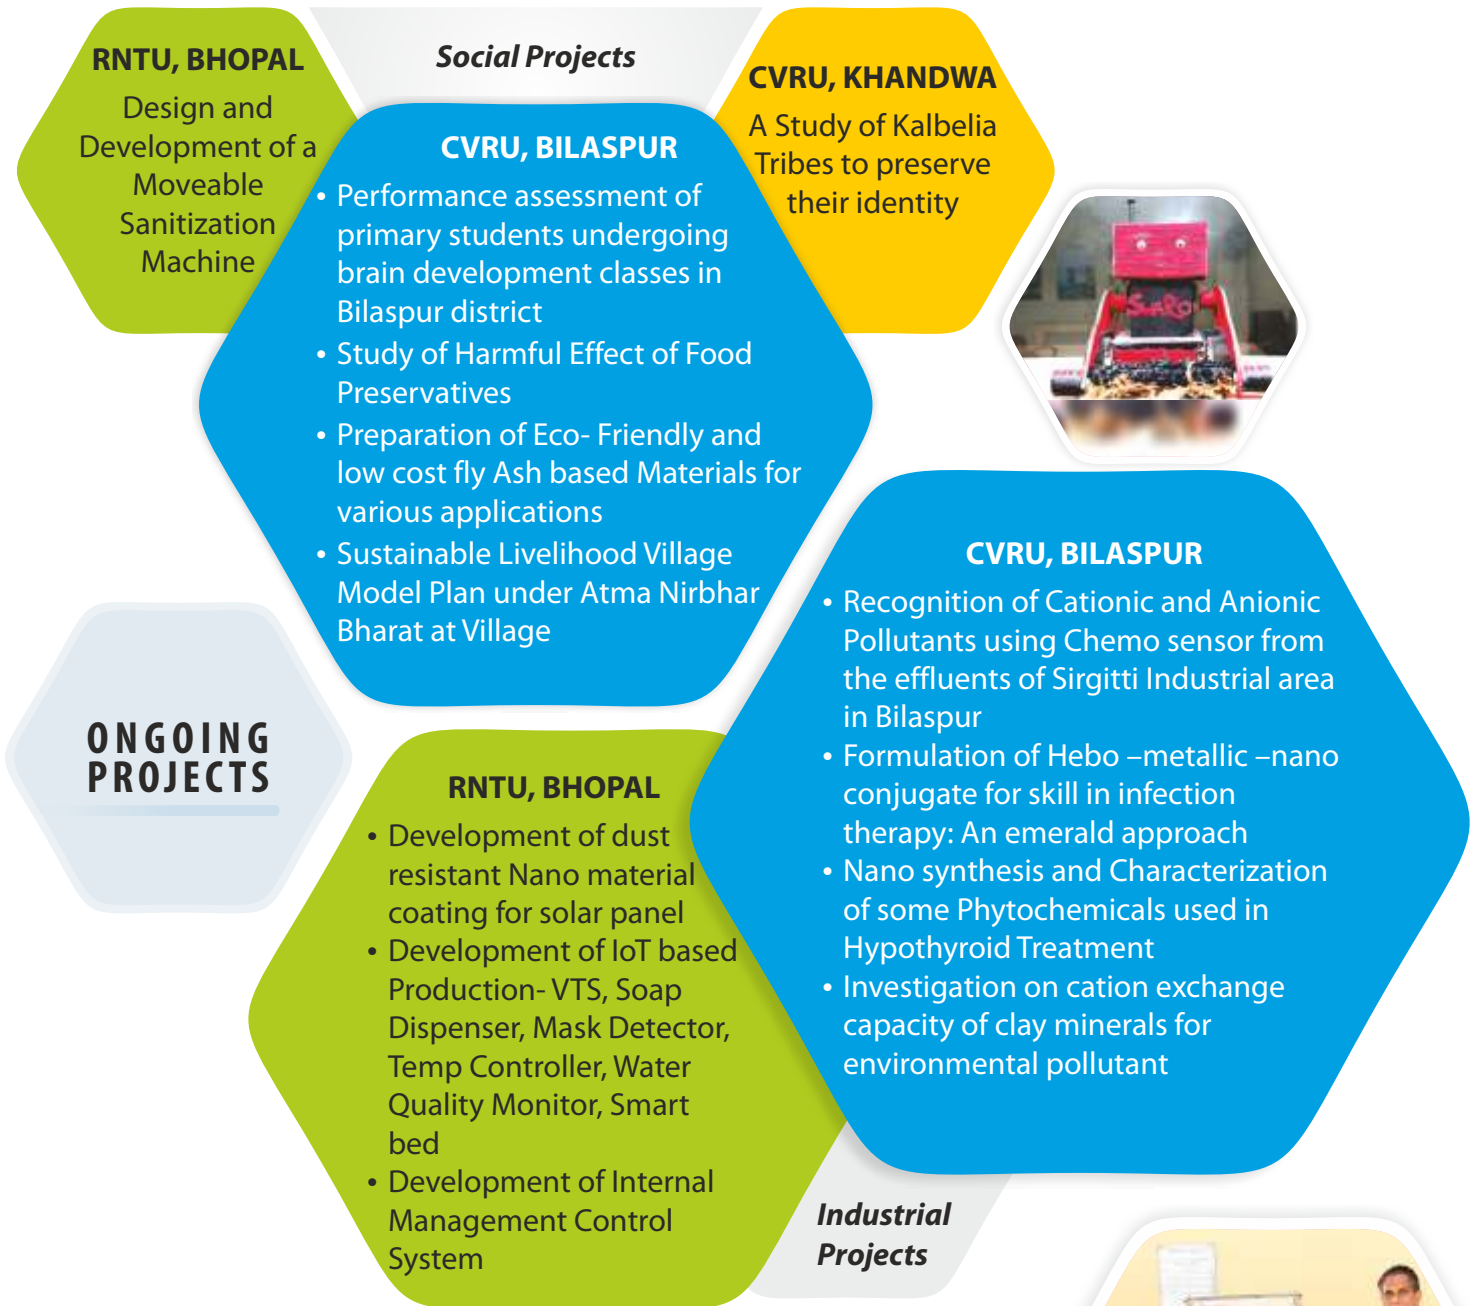 Social Projects
RNTU, BHOPAL
Design and
Development of a
Moveable
Sanitization
Machine
CVRU, BILASPUR
• Performance assessment of
primary students undergoing
brain development classes in
Bilaspur district
• Study of Harmful Effect of Food
Preservatives
• Preparation of Eco- Friendly and
low cost fly Ash based Materials for
various applications
• Sustainable Livelihood Village
Model Plan under Atma Nirbhar
Bharat at Village
CVRU, KHANDWA
A Study of Kalbelia
Tribes to preserve
their identity
ONGOING
PROJECTS
RNTU, BHOPAL
• Development of dust
resistant Nano material
coating for solar panel
• Development of IoT based
Production- VTS, Soap
Dispenser, Mask Detector,
Temp Controller, Water
Quality Monitor, Smart
bed
• Development of Internal
Management Control
System
CVRU, BILASPUR
• Recognition of Cationic and Anionic
Pollutants using Chemo sensor from
the effluents of Sirgitti Industrial area
in Bilaspur
• Formulation of Hebo –metallic –nano
conjugate for skill in infection
therapy: An emerald approach
• Nano synthesis and Characterization
of some Phytochemicals used in
Hypothyroid Treatment
• Investigation on cation exchange
capacity of clay minerals for
environmental pollutant
Industrial
Projects